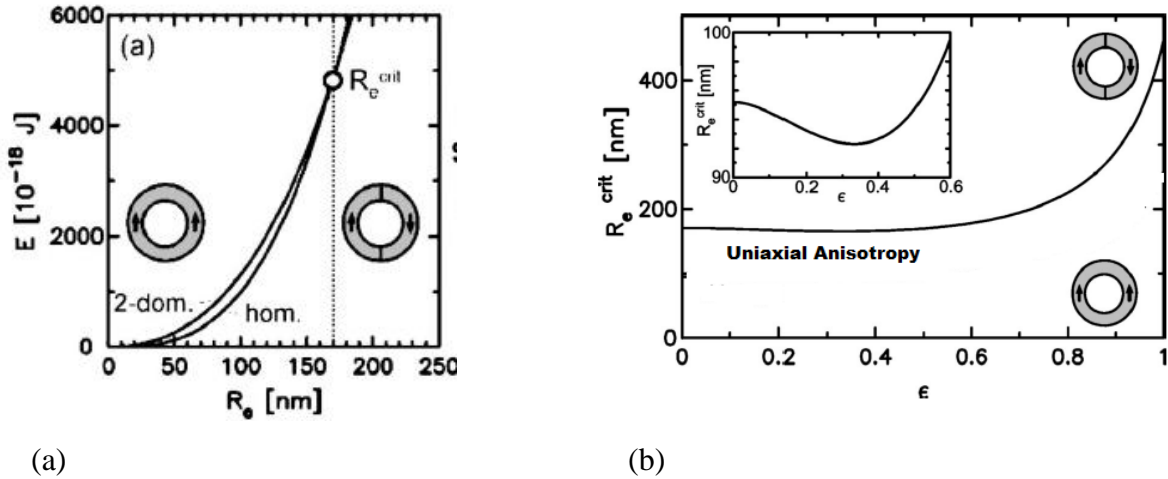 (a)
6000
4000
2000
0
E [10⁻¹⁸ J]
R_e^crit
2-dom.
hom.
0 50 100 150 200 250
R_e [nm]
400
200
0
R_e^crit [nm]
100
90
R_e^crit [nm]
0 0.2 0.4 0.6
ϵ
Uniaxial Anisotropy
0 0.2 0.4 0.6 0.8 1
ϵ
(a) (b)